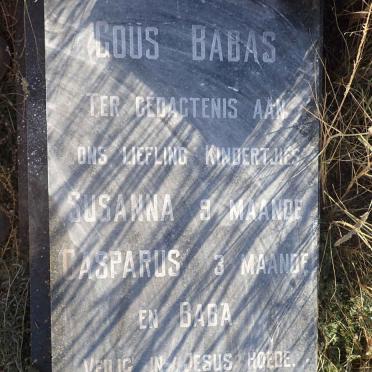 GOUS BABAS
TER GEDAGTENIS AAN
ONS LIEFLING KINDERTJIES
SUSANNA 9 MAANDE
CASPARUS 3 MAANDE
EN BABA
VEILIG IN JESUS HOEDE.